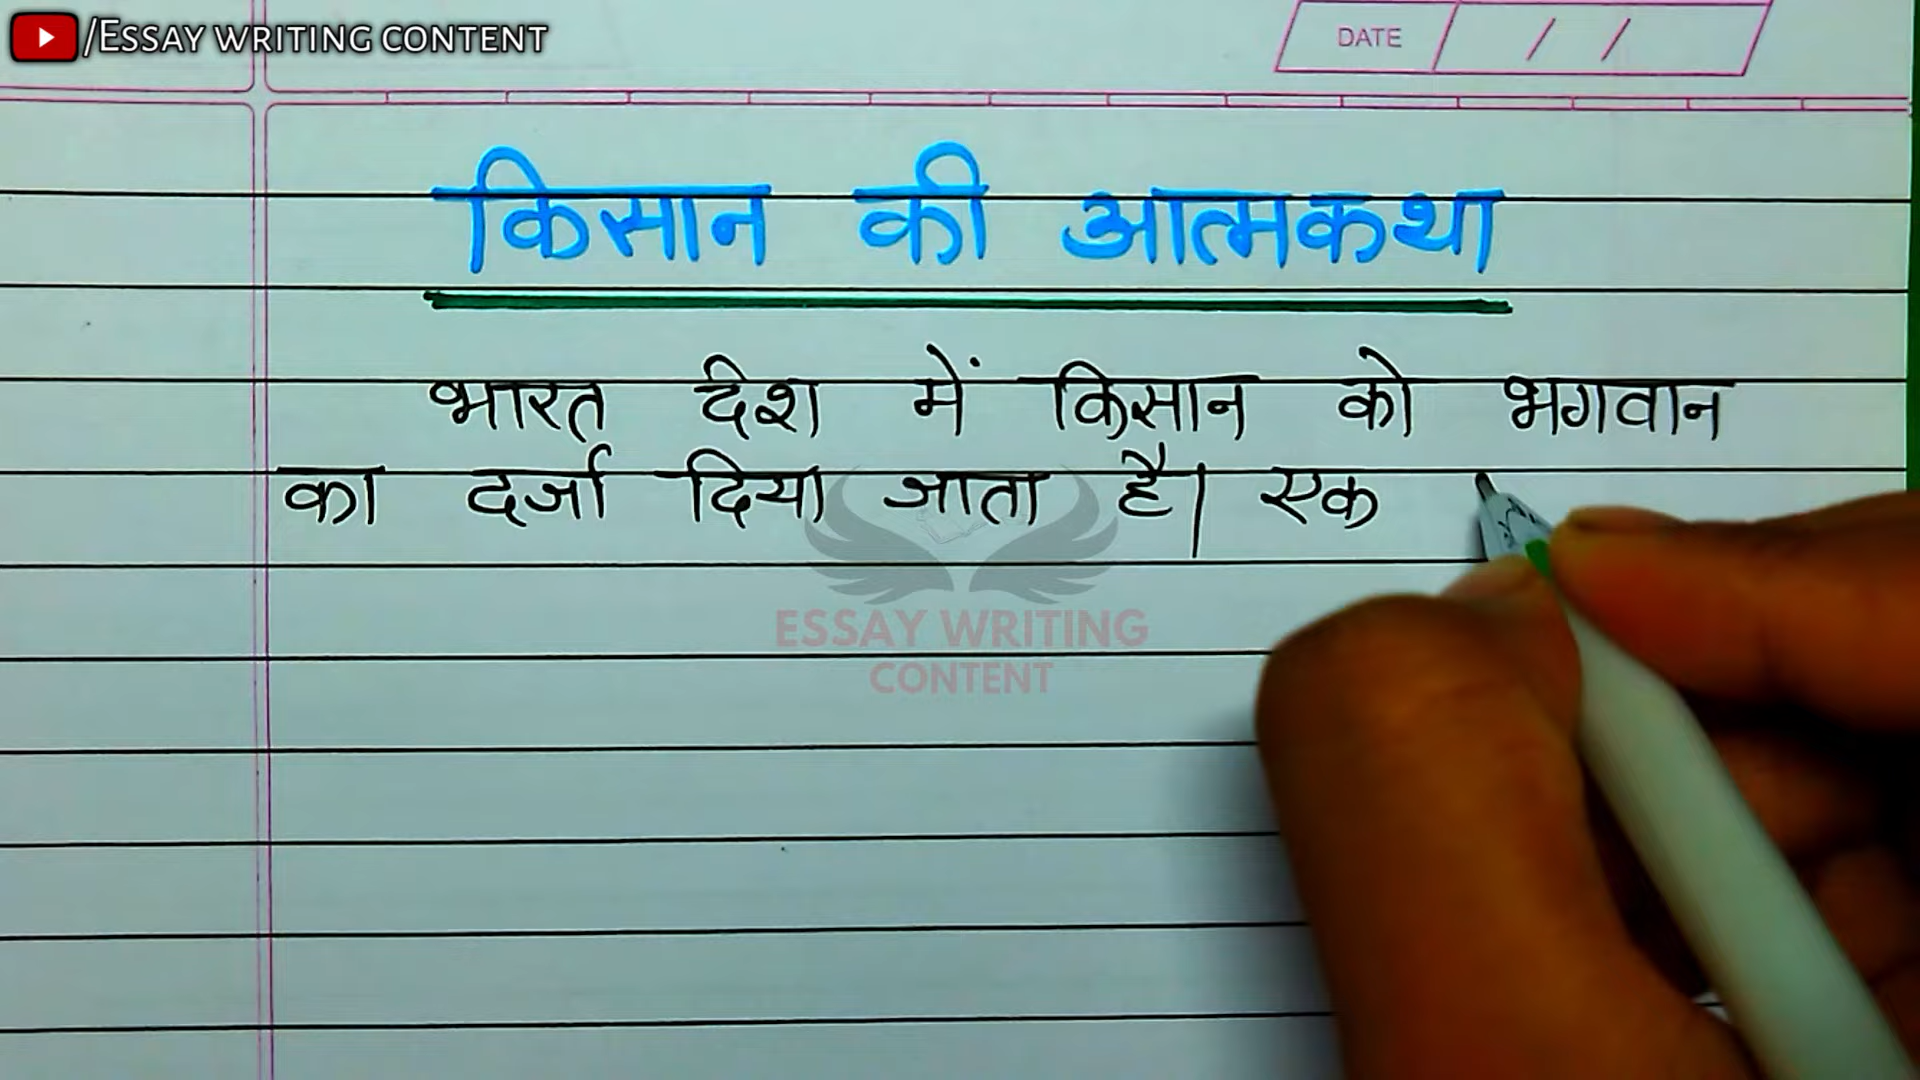 /Essay writing content
DATE / /
किसान की आत्मकथा
भारत देश में किसान को भगवान
का दर्जा दिया जाता है। एक
ESSAY WRITING
CONTENT